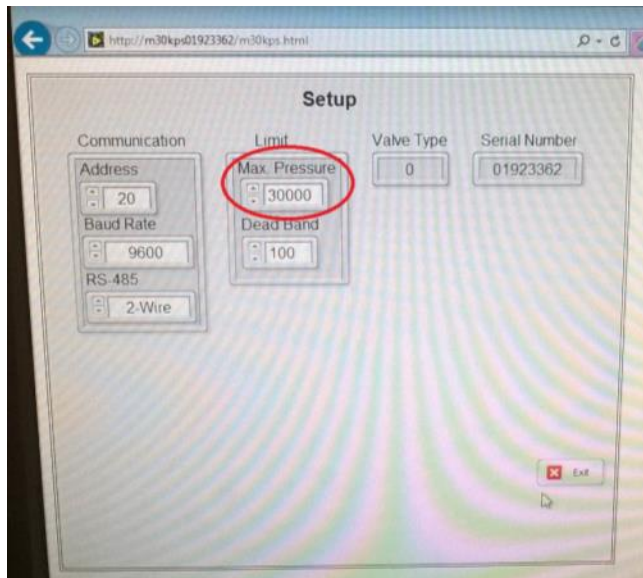 http://m30kps01923362/m30kps.html
Setup
Communication
Address
20
Baud Rate
9600
RS-485
2-Wire
Limit
Max. Pressure
30000
Dead Band
100
Valve Type
0
Serial Number
01923362
Exit